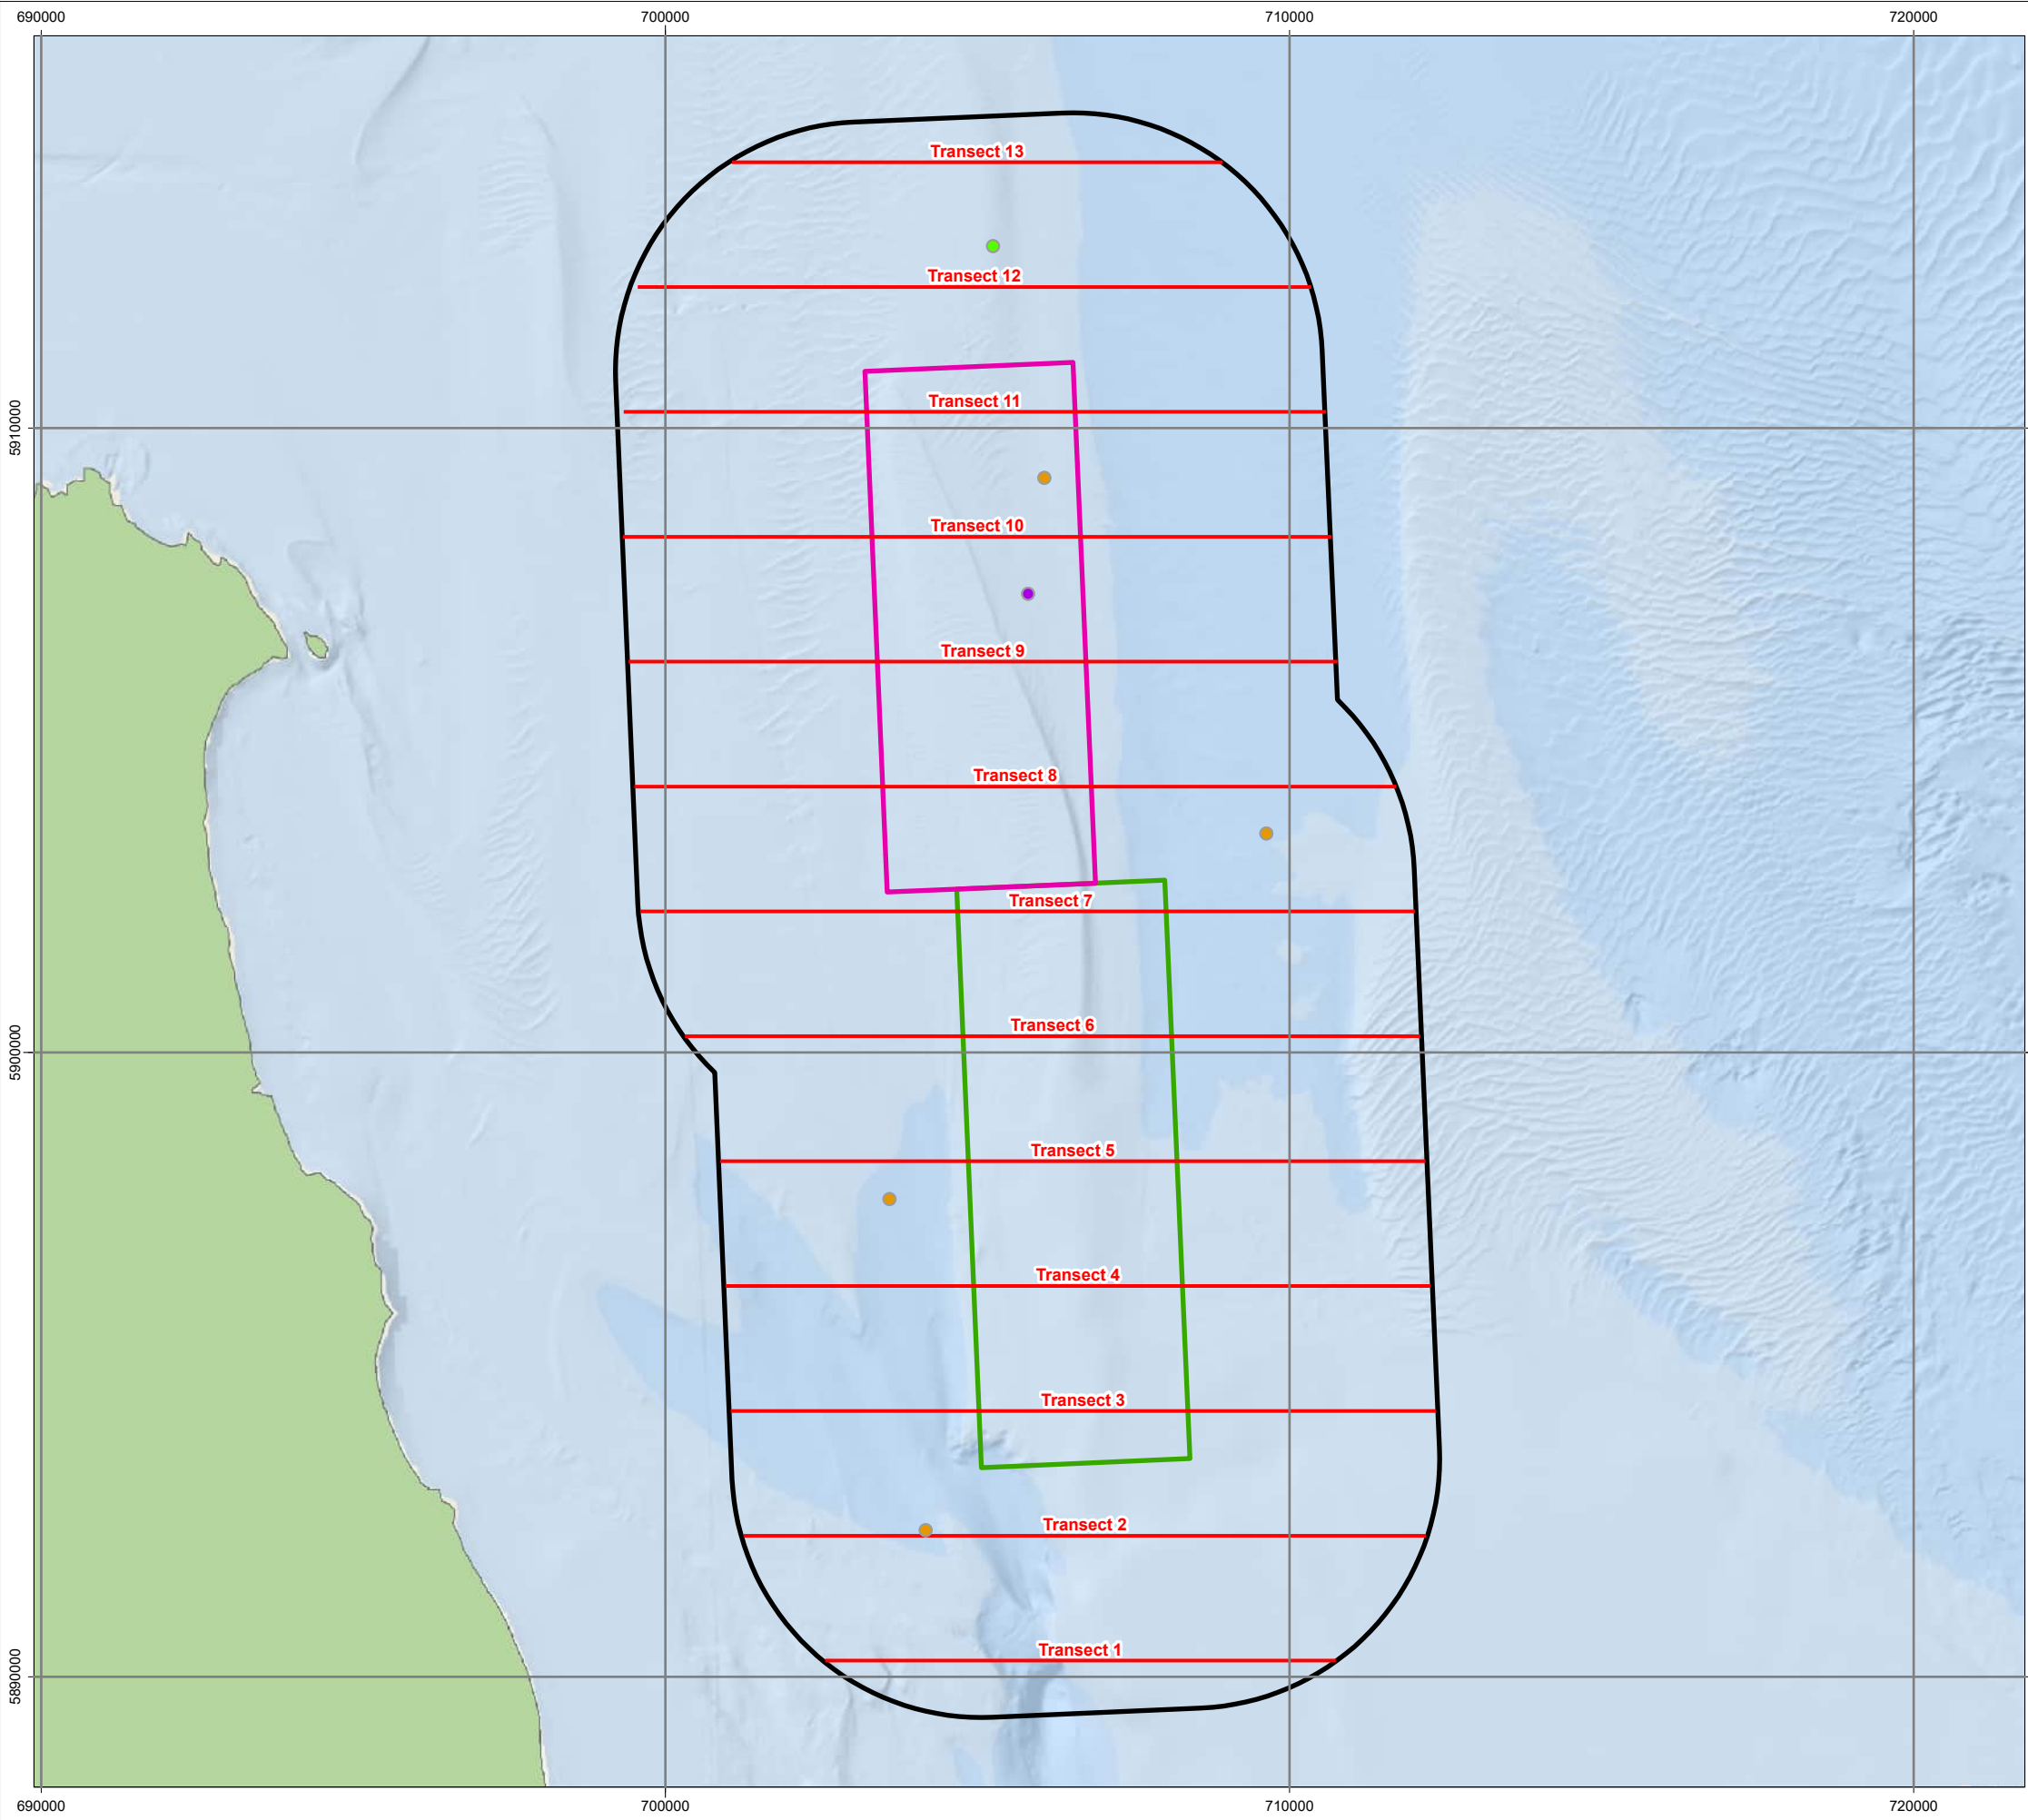 690000 700000 710000 720000
Transect 13
Transect 12
Transect 11
5910000
Transect 10
Transect 9
Transect 8
Transect 7
Transect 6
5900000
Transect 5
Transect 4
Transect 3
Transect 2
Transect 1
5890000
690000 700000 710000 720000